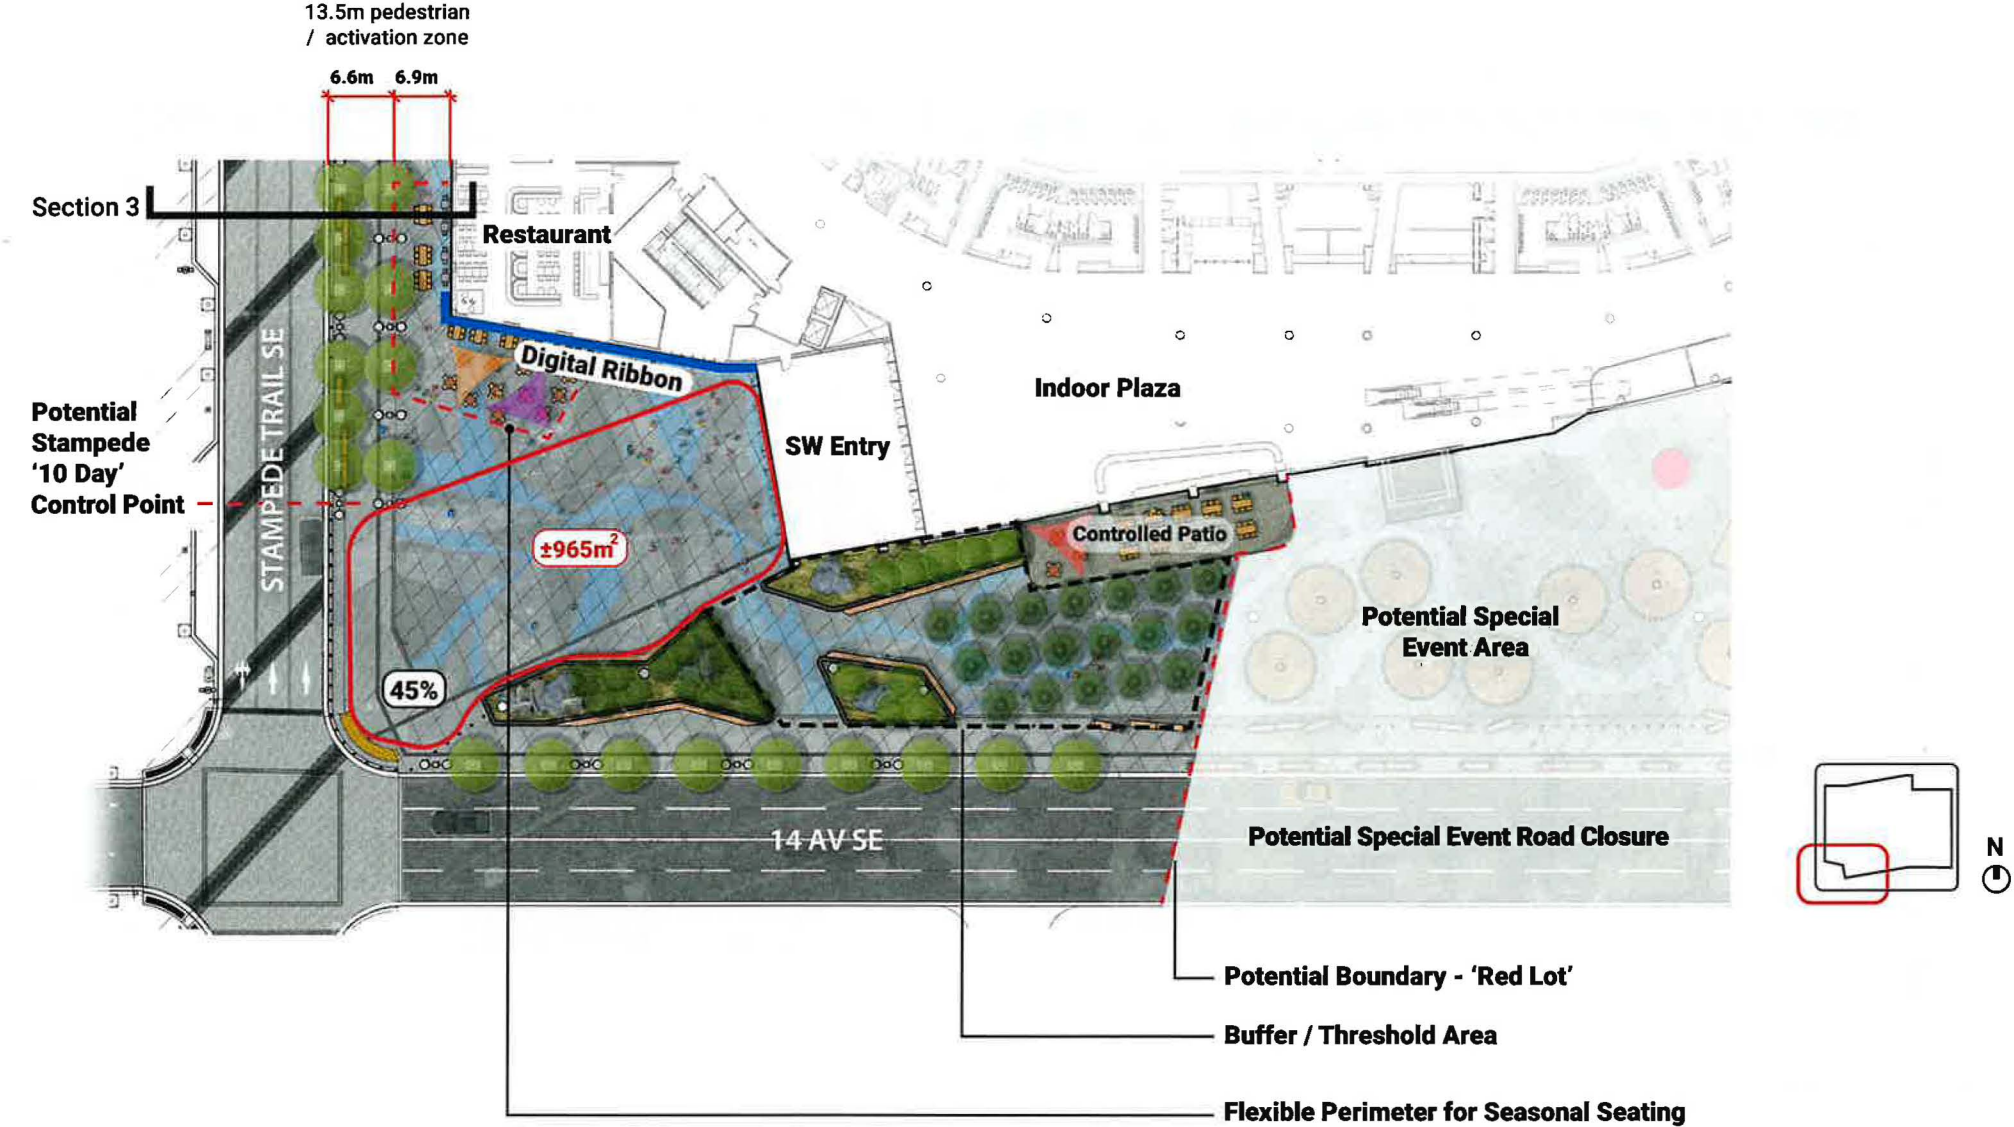 13.5m pedestrian
/ activation zone
6.6m 6.9m
Section 3
Restaurant
Digital Ribbon
STAMPEDE TRAIL SE
Potential
Stampede
‘10 Day’
Control Point
SW Entry
Indoor Plaza
±965m²
Controlled Patio
Potential Special
Event Area
45%
14 AV SE
Potential Special Event Road Closure
N
Potential Boundary - ‘Red Lot’
Buffer / Threshold Area
Flexible Perimeter for Seasonal Seating